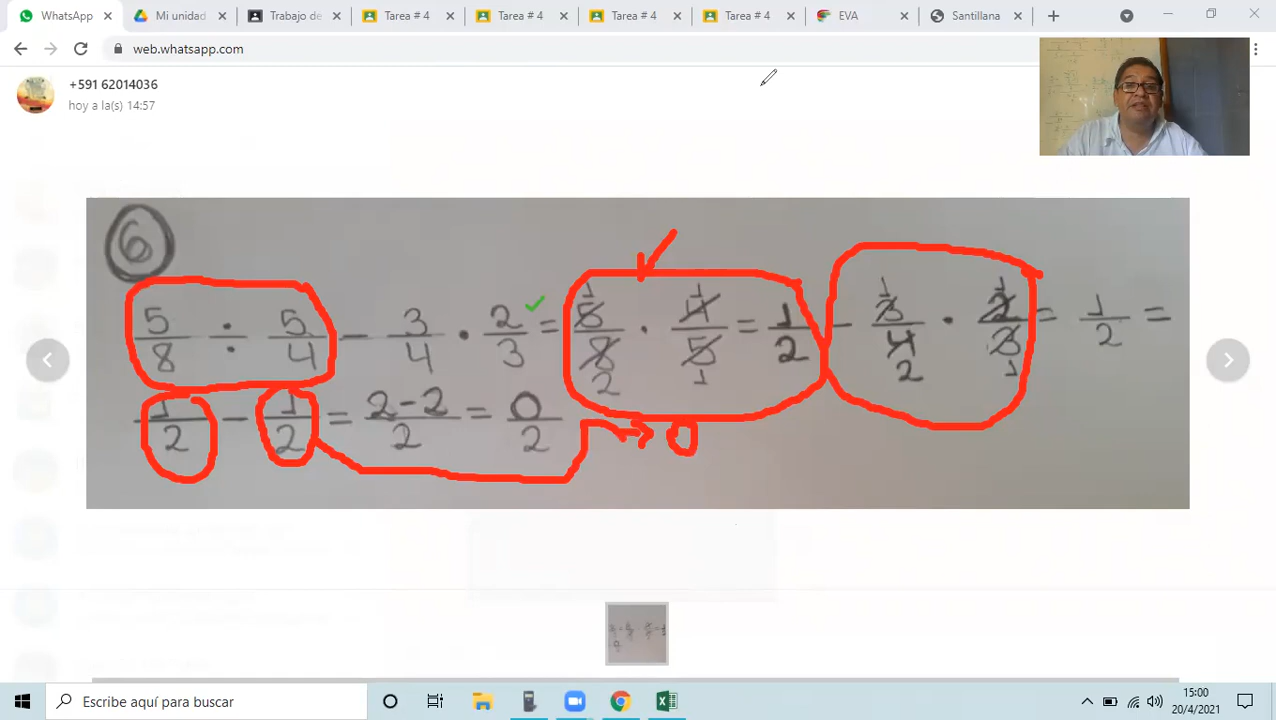 WhatsApp Mi unidad Trabajo de Tarea # 4 Tarea # 4 Tarea # 4 Tarea # 4 EVA Santillana
web.whatsapp.com
+591 62014036
hoy a la(s) 14:57
6
5/8 ÷ 5/4 - 3/4 · 2/3 = 5/8 · 4/5 = 1/2 - 3/4 · 2/3 = 1/2 =
1/2 - 1/2 = 2-2/2 = 0/2 → 0
Escribe aquí para buscar
15:00
20/4/2021